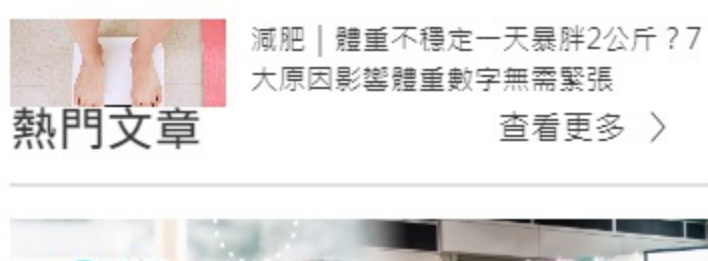 減肥｜體重不穩定一天暴胖2公斤？7
大原因影響體重數字無需緊張
熱門文章
查看更多